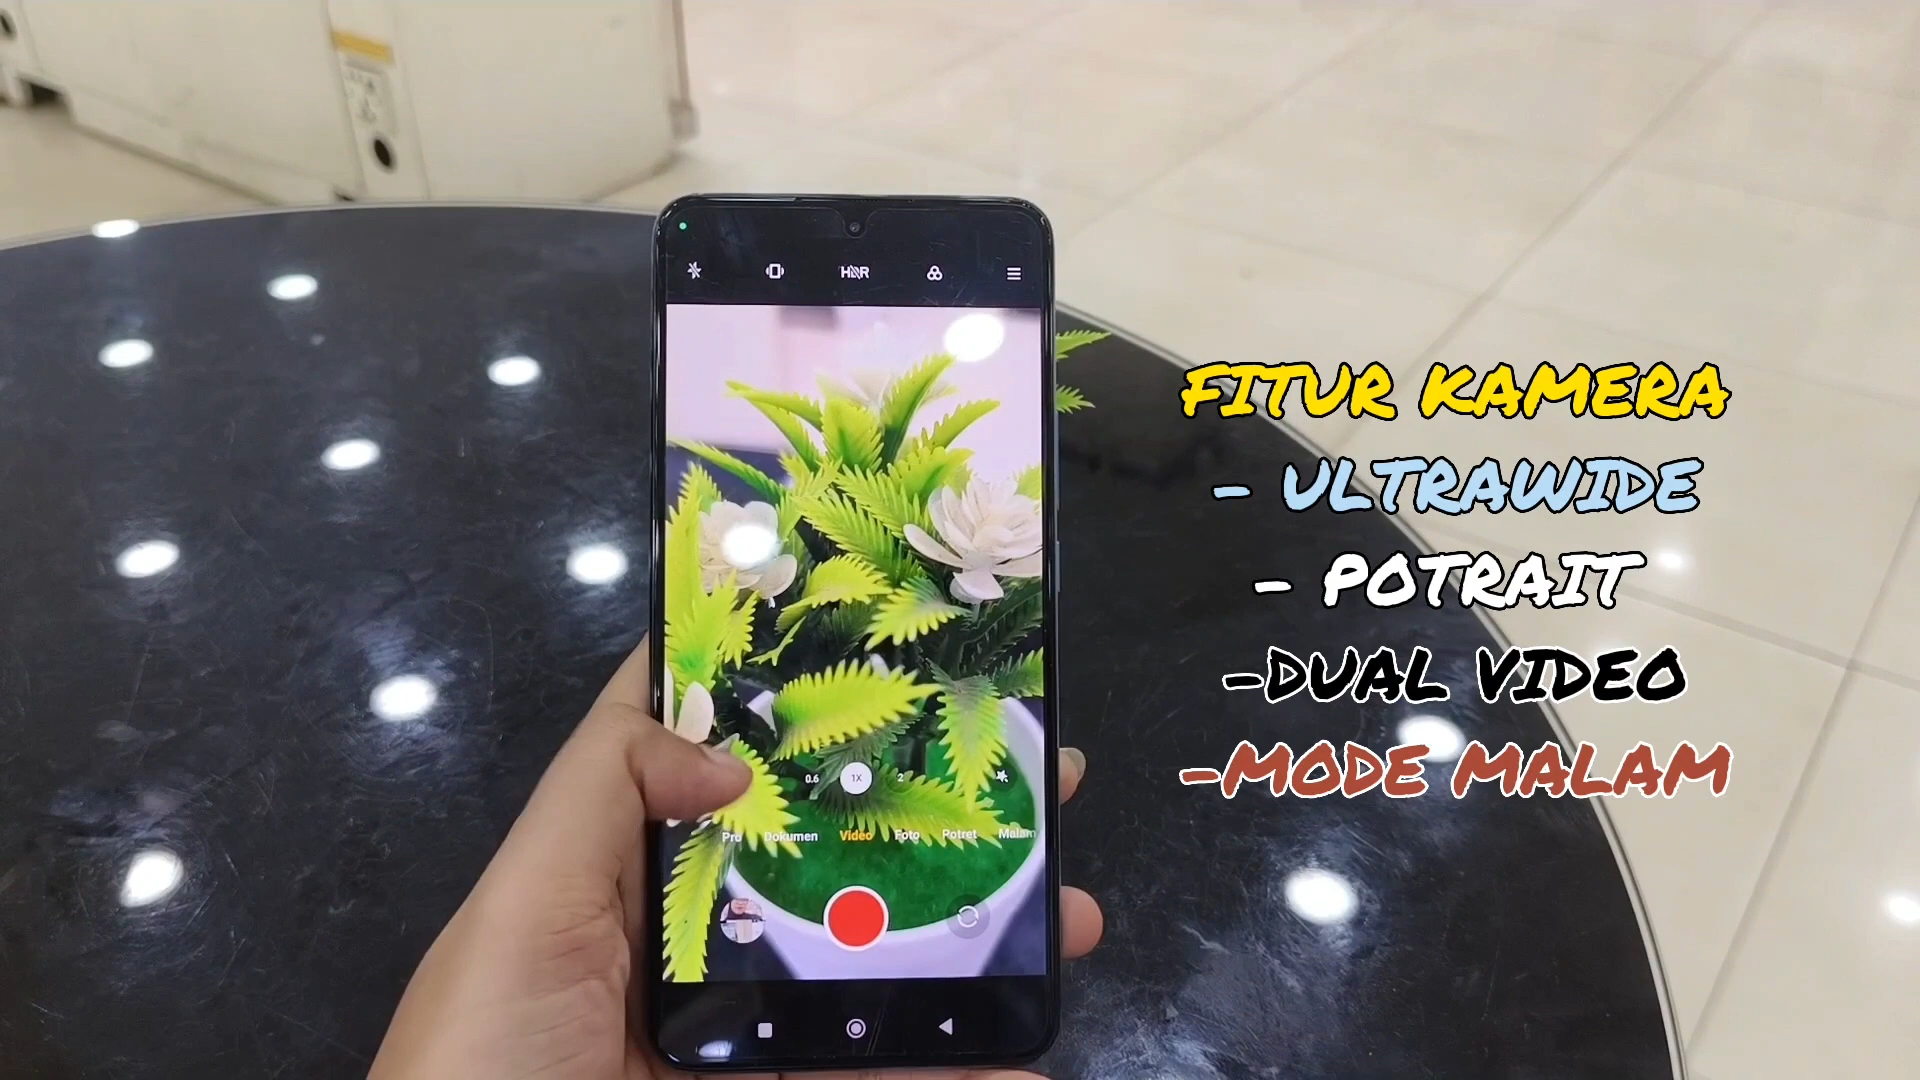 HDR
FITUR KAMERA
- ULTRAWIDE
- POTRAIT
-DUAL VIDEO
-MODE MALAM
0.6 1X 2
Pro Dokumen Video Foto Potret Malam